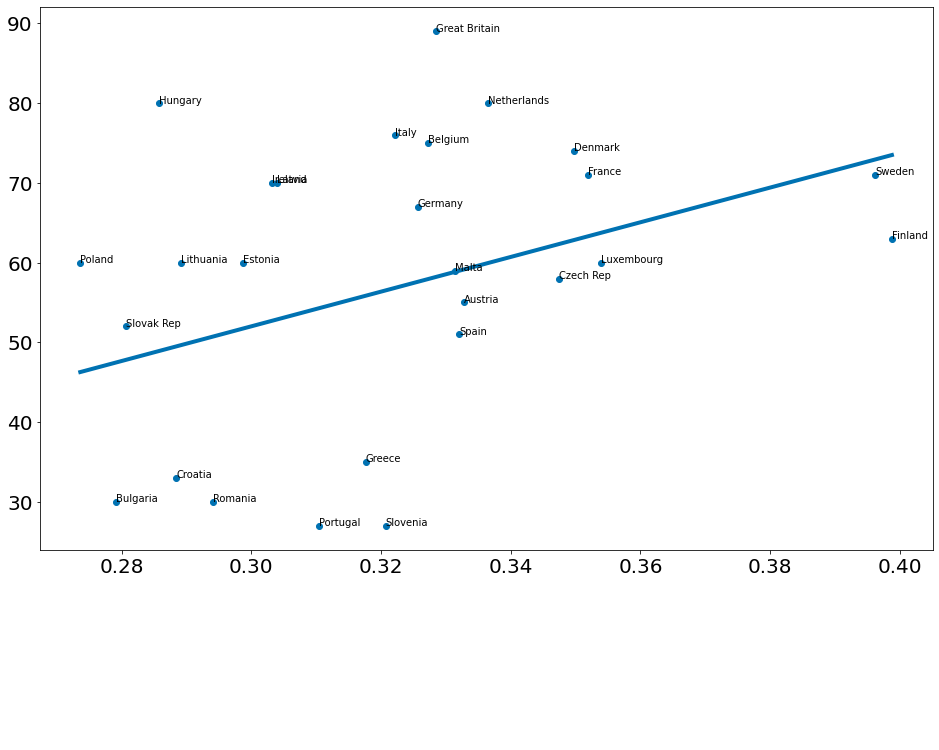 90
Great Britain
80
Hungary
Netherlands
Italy
Belgium
Denmark
70
France
Sweden
Germany
Finland
60
Poland
Lithuania
Estonia
Luxembourg
Malta
Czech Rep
Austria
Slovak Rep
Spain
50
40
Greece
Croatia
30
Bulgaria
Romania
Portugal
Slovenia
0.28
0.30
0.32
0.34
0.36
0.38
0.40